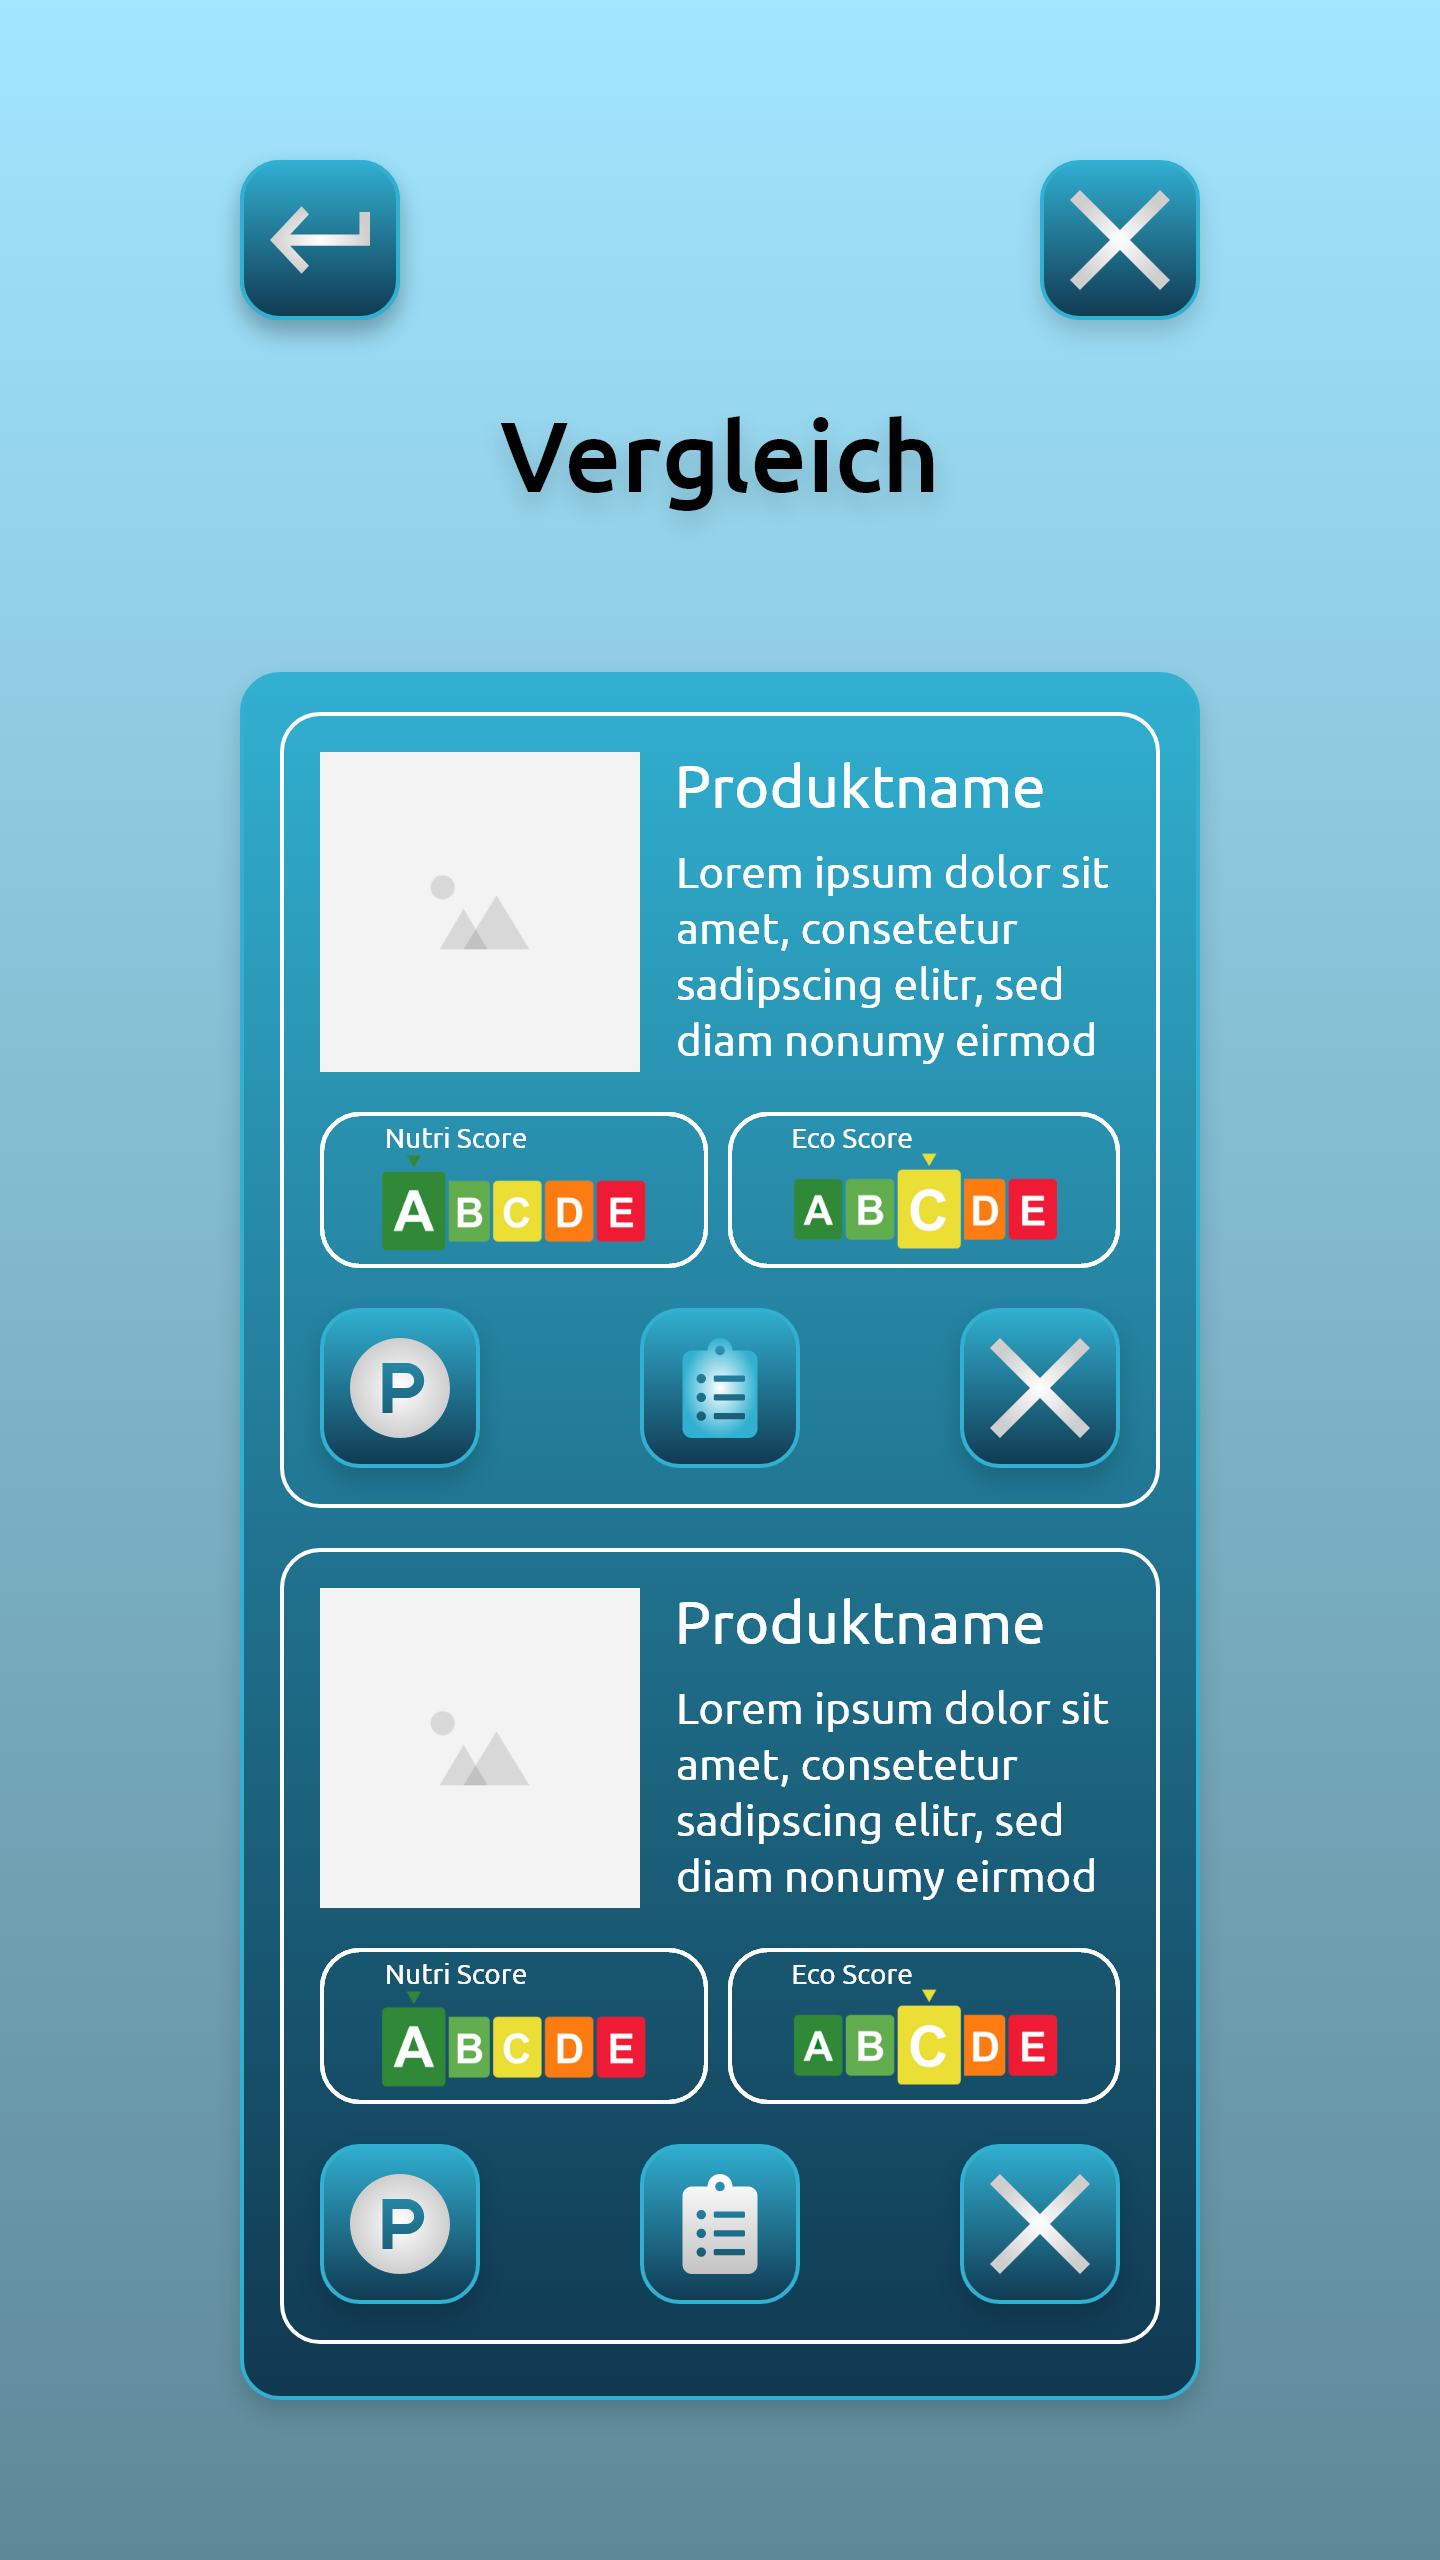 Vergleich
Produktname
Lorem ipsum dolor sit
amet, consetetur
sadipscing elitr, sed
diam nonumy eirmod
Nutri Score
A B C D E
Eco Score
A B C D E
P
Produktname
Lorem ipsum dolor sit
amet, consetetur
sadipscing elitr, sed
diam nonumy eirmod
Nutri Score
A B C D E
Eco Score
A B C D E
P